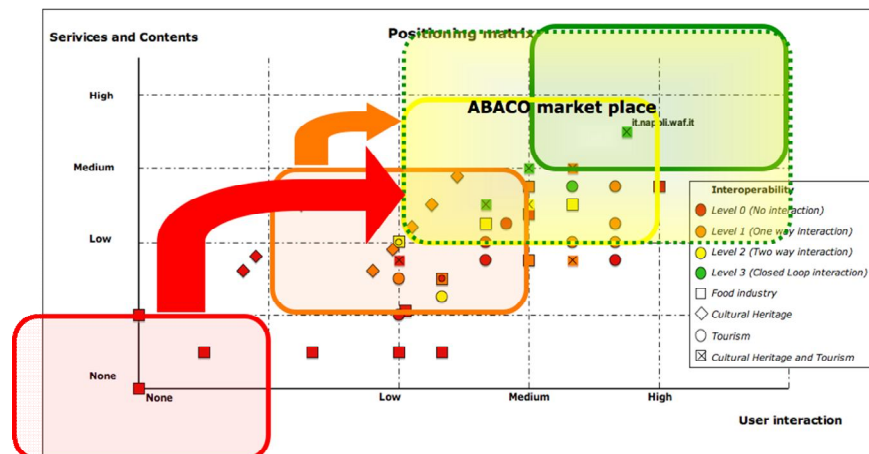 Serivices and Contents
Positioning matrix
High
ABACO market place
it.napoli.waf.it
Medium
Interoperability
Level 0 (No interaction)
Level 1 (One way interaction)
Low
Level 2 (Two way interaction)
Level 3 (Closed Loop interaction)
Food industry
Cultural Heritage
Tourism
Cultural Heritage and Tourism
None
None
Low
Medium
High
User interaction